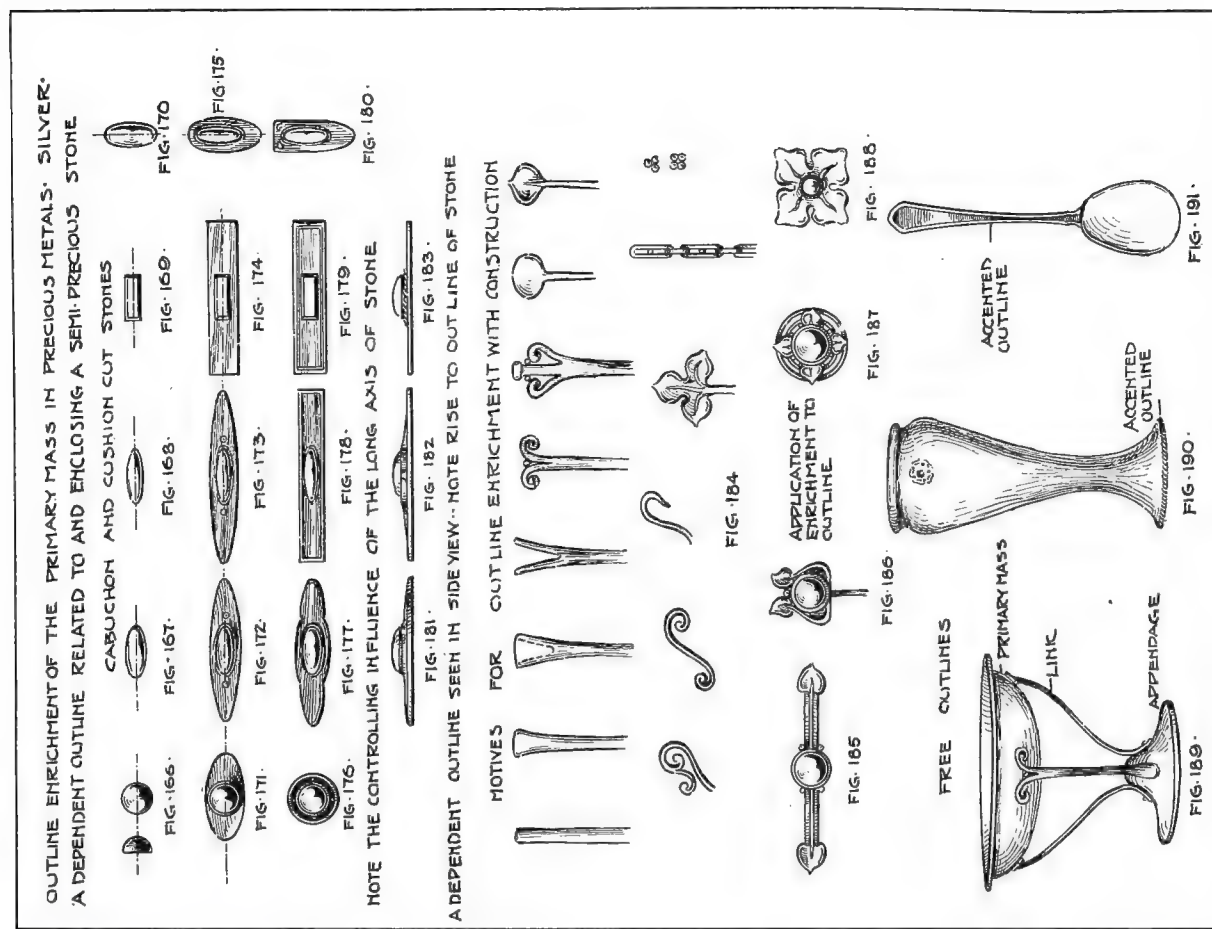 OUTLINE ENRICHMENT OF THE PRIMARY MASS IN PRECIOUS METALS· SILVER·
A DEPENDENT OUTLINE RELATED TO AND ENCLOSING A SEMI-PRECIOUS STONE
CABUCHON AND CUSHION CUT STONES
FIG·166· FIG·167· FIG·168· FIG·169· FIG·170
FIG·171· FIG·172· FIG·173· FIG·174· FIG·175·
FIG·176· FIG·177· FIG·178· FIG·179· FIG·180·
NOTE THE CONTROLLING INFLUENCE OF THE LONG AXIS OF STONE
FIG·181· FIG·182 FIG·183·
A DEPENDENT OUTLINE SEEN IN SIDE VIEW--NOTE RISE TO OUTLINE OF STONE
MOTIVES FOR OUTLINE ENRICHMENT WITH CONSTRUCTION
FIG·184
APPLICATION OF
ENRICHMENT TO
OUTLINE·
FIG·185 FIG·186· FIG·187 FIG·188
FREE OUTLINES
PRIMARY MASS
LINK
APPENDAGE
FIG·189·
ACCENTED
OUTLINE
FIG·190·
ACCENTED
OUTLINE
FIG·191·